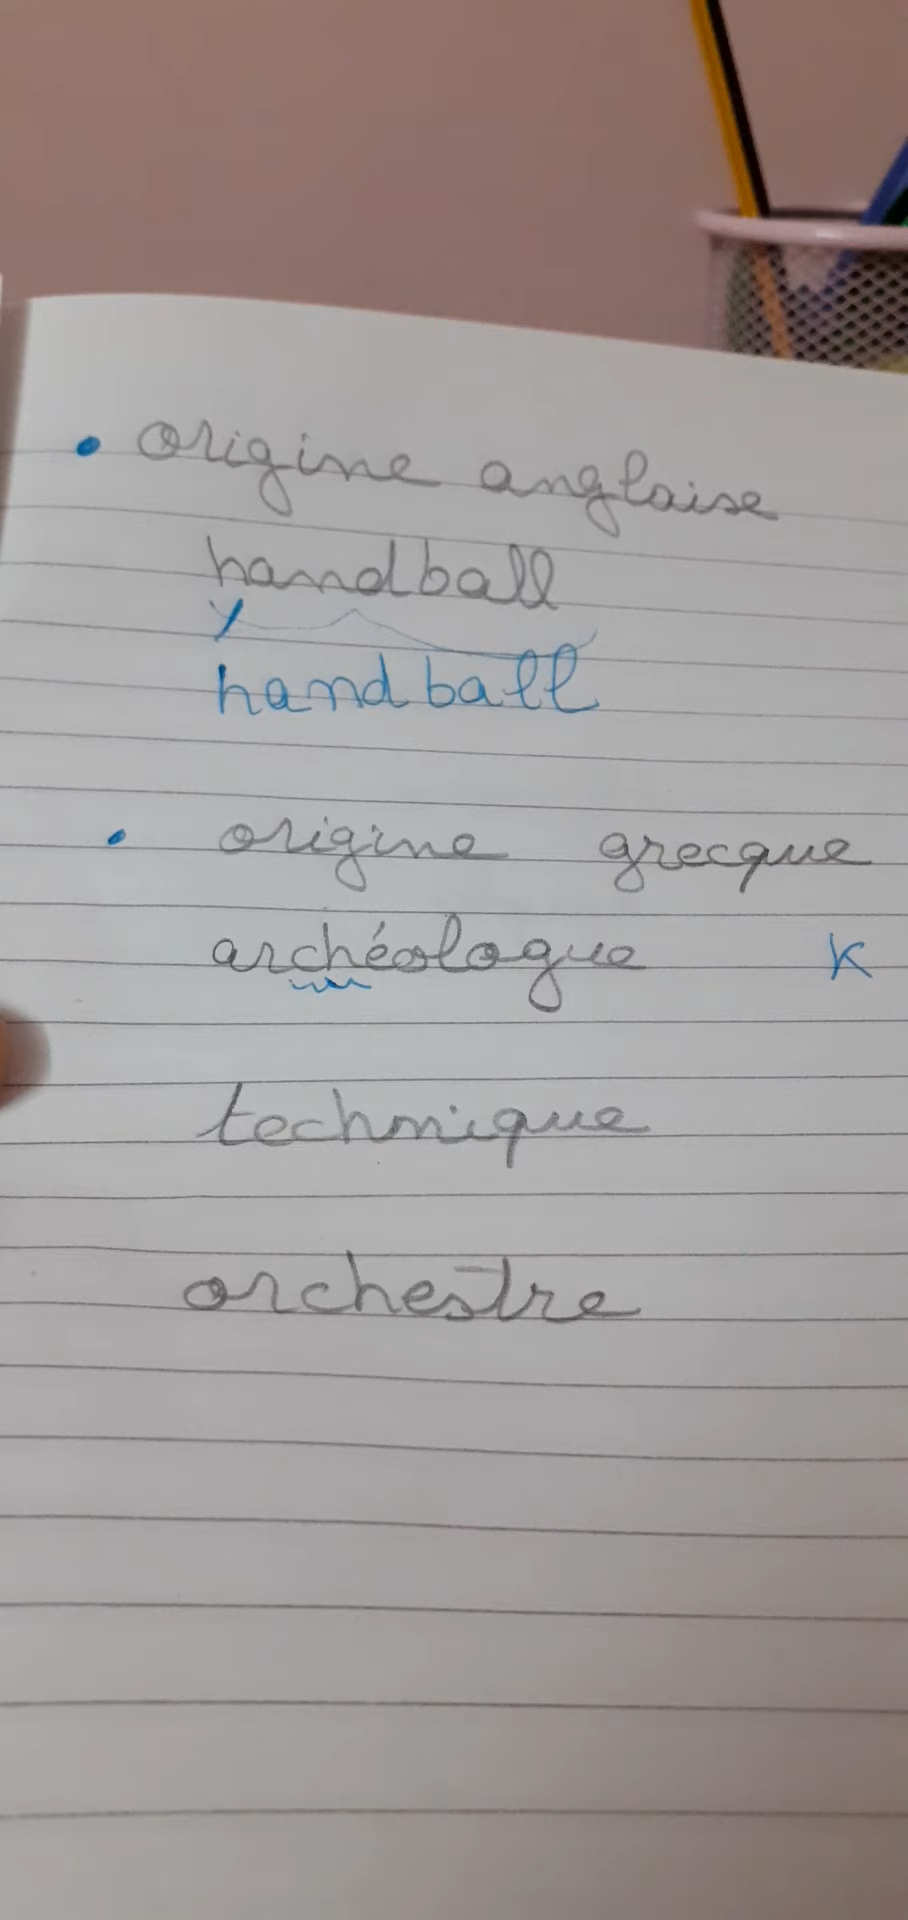 • origine anglaise
handball
handball
• origine grecque
archéologue K
technique
orchestre